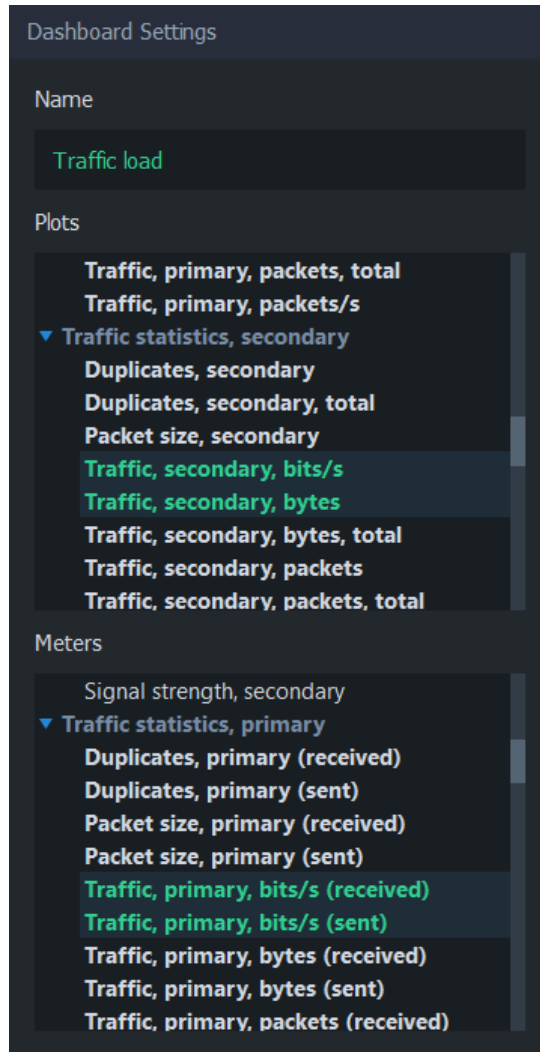 Dashboard Settings
Name
Traffic load
Plots
Traffic, primary, packets, total
Traffic, primary, packets/s
Traffic statistics, secondary
Duplicates, secondary
Duplicates, secondary, total
Packet size, secondary
Traffic, secondary, bits/s
Traffic, secondary, bytes
Traffic, secondary, bytes, total
Traffic, secondary, packets
Traffic, secondary, packets, total
Meters
Signal strength, secondary
Traffic statistics, primary
Duplicates, primary (received)
Duplicates, primary (sent)
Packet size, primary (received)
Packet size, primary (sent)
Traffic, primary, bits/s (received)
Traffic, primary, bits/s (sent)
Traffic, primary, bytes (received)
Traffic, primary, bytes (sent)
Traffic, primary, packets (received)